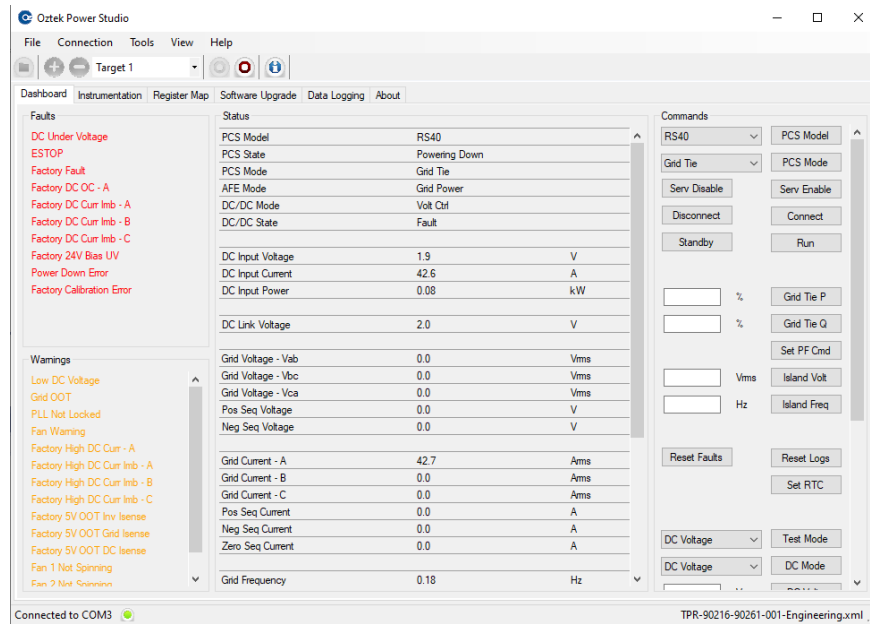 Oztek Power Studio
File Connection Tools View Help
Target 1
Dashboard Instrumentation Register Map Software Upgrade Data Logging About
Faults
DC Under Voltage
ESTOP
Factory Fault
Factory DC OC - A
Factory DC Curr Imb - A
Factory DC Curr Imb - B
Factory DC Curr Imb - C
Factory 24V Bias UV
Power Down Error
Factory Calibration Error
Warnings
Low DC Voltage
Grid OOT
PLL Not Locked
Fan Warning
Factory High DC Curr - A
Factory High DC Curr Imb - A
Factory High DC Curr Imb - B
Factory High DC Curr Imb - C
Factory 5V OOT Inv Isense
Factory 5V OOT Grid Isense
Factory 5V OOT DC Isense
Fan 1 Not Spinning
Fan 2 Not Spinning
Status
PCS Model RS40
PCS State Powering Down
PCS Mode Grid Tie
AFE Mode Grid Power
DC/DC Mode Volt Ctrl
DC/DC State Fault
DC Input Voltage 1.9 V
DC Input Current 42.6 A
DC Input Power 0.08 kW
DC Link Voltage 2.0 V
Grid Voltage - Vab 0.0 Vrms
Grid Voltage - Vbc 0.0 Vrms
Grid Voltage - Vca 0.0 Vrms
Pos Seq Voltage 0.0 V
Neg Seq Voltage 0.0 V
Grid Current - A 42.7 Arms
Grid Current - B 0.0 Arms
Grid Current - C 0.0 Arms
Pos Seq Current 0.0 A
Neg Seq Current 0.0 A
Zero Seq Current 0.0 A
Grid Frequency 0.18 Hz
Commands
RS40 PCS Model
Grid Tie PCS Mode
Serv Disable Serv Enable
Disconnect Connect
Standby Run
% Grid Tie P
% Grid Tie Q
Set PF Cmd
Vrms Island Volt
Hz Island Freq
Reset Faults Reset Logs
Set RTC
DC Voltage Test Mode
DC Voltage DC Mode
Connected to COM3 TPR-90216-90261-001-Engineering.xml